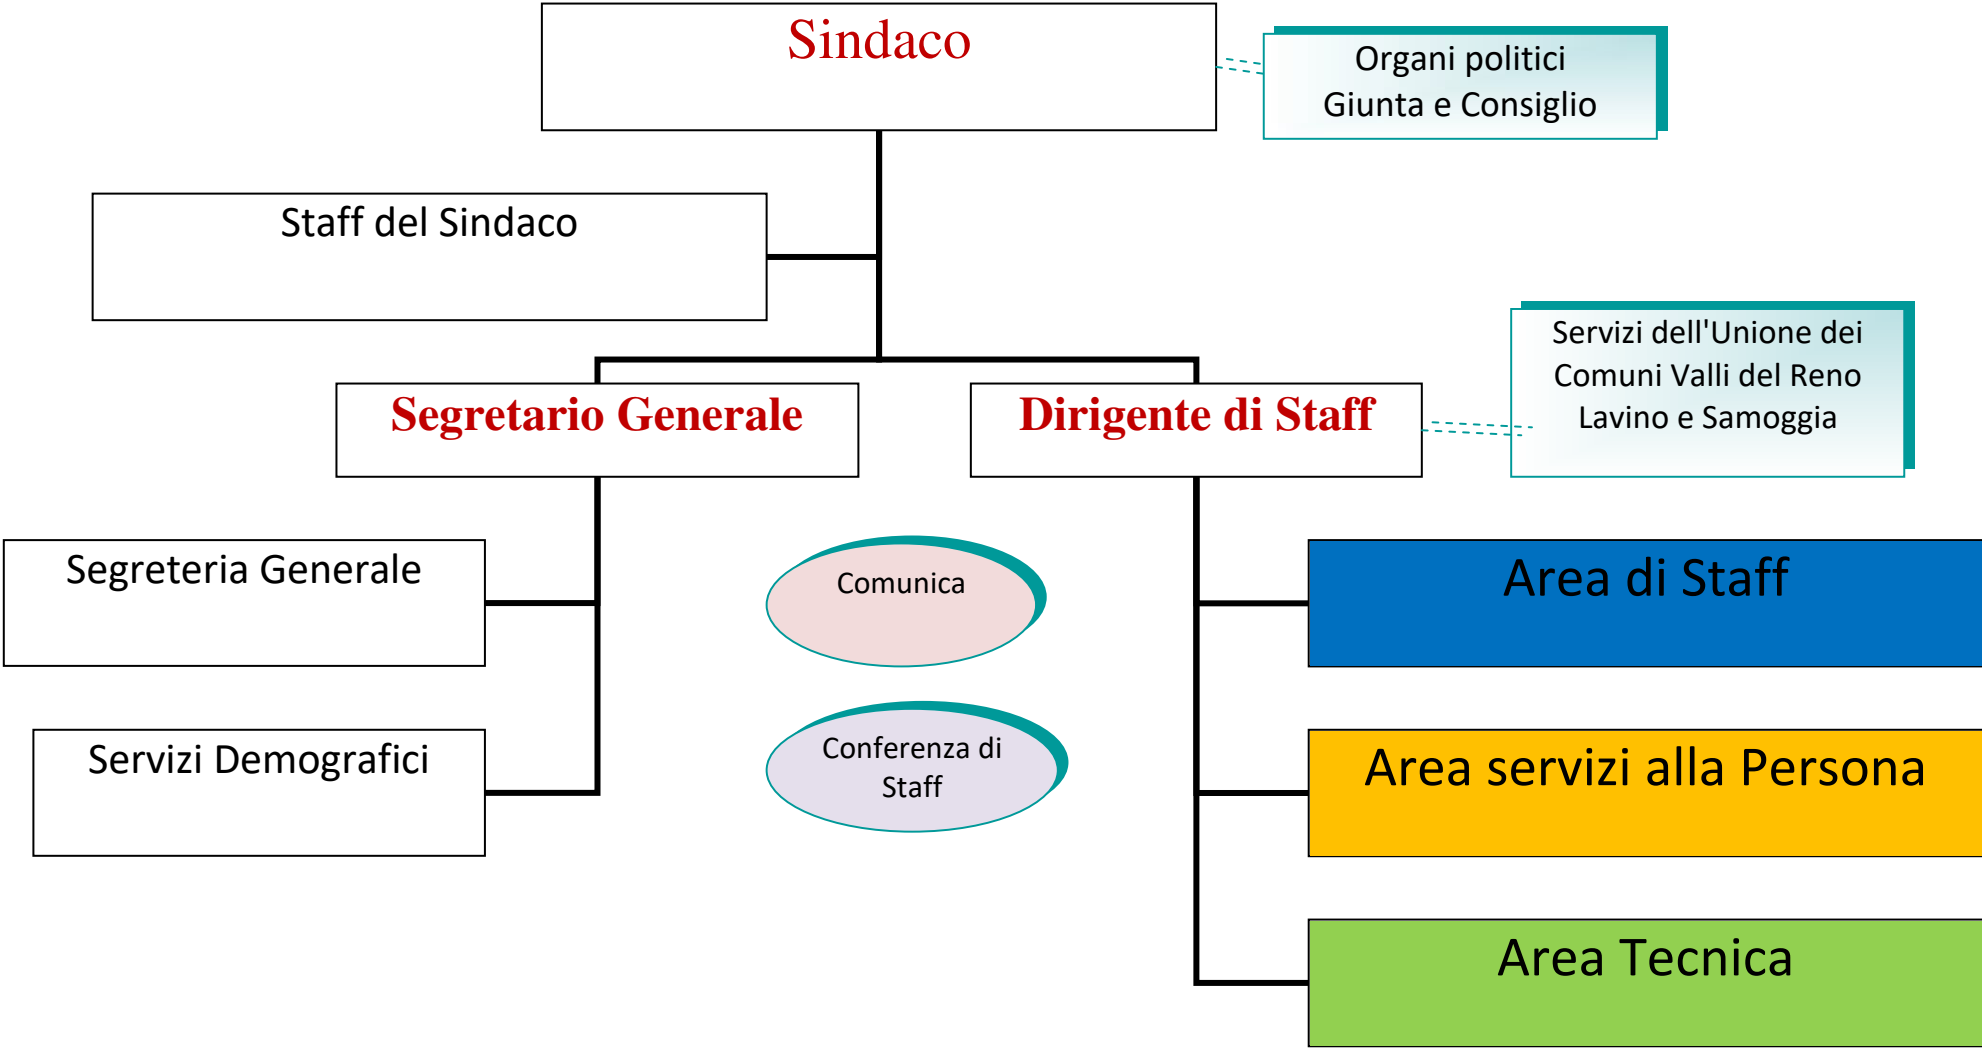 Sindaco
Organi politici
Giunta e Consiglio
Staff del Sindaco
Servizi dell'Unione dei
Comuni Valli del Reno
Lavino e Samoggia
Segretario Generale
Dirigente di Staff
Segreteria Generale
Comunica
Area di Staff
Servizi Demografici
Conferenza di
Staff
Area servizi alla Persona
Area Tecnica